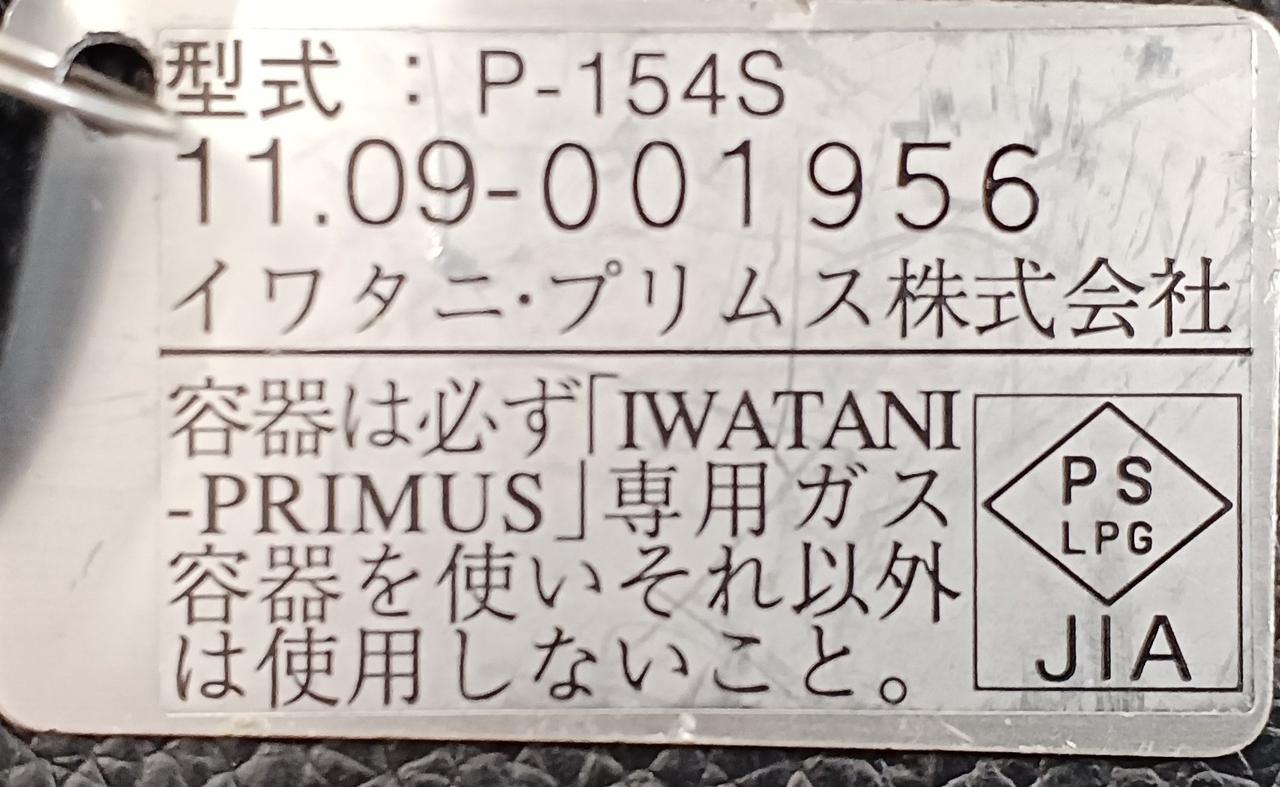 型式：P-154S
11.09-001956
イワタニ・プリムス株式会社
容器は必ず「IWATANI
-PRIMUS」専用ガス
容器を使いそれ以外
は使用しないこと。
PS
LPG
JIA